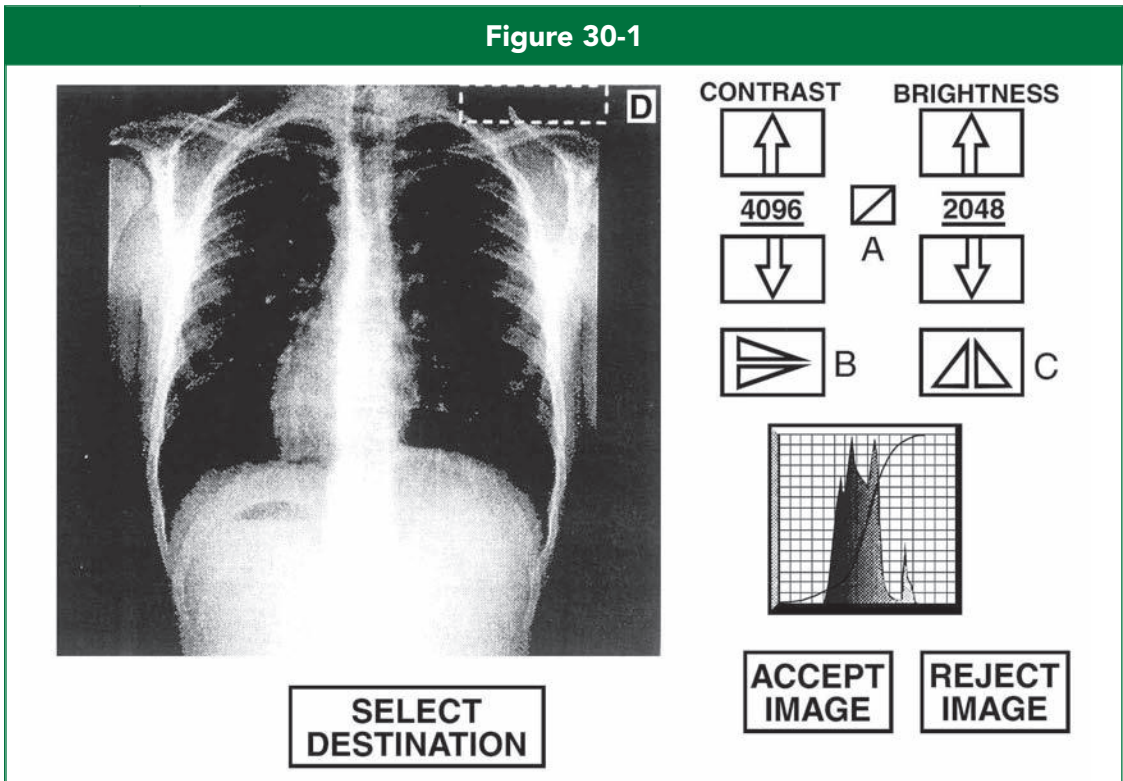 Figure 30-1
D
CONTRAST
BRIGHTNESS
4096
2048
A
B
C
ACCEPT
IMAGE
REJECT
IMAGE
SELECT
DESTINATION